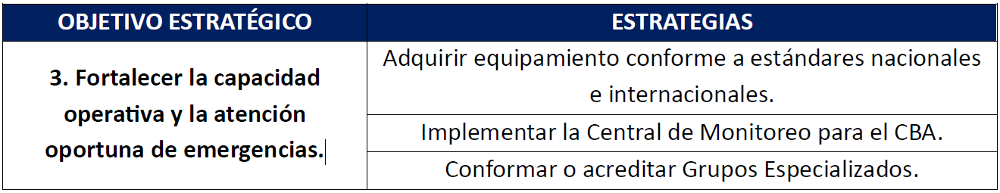 OBJETIVO ESTRATÉGICO
ESTRATEGIAS
3. Fortalecer la capacidad
operativa y la atención
oportuna de emergencias.
Adquirir equipamiento conforme a estándares nacionales
e internacionales.
Implementar la Central de Monitoreo para el CBA.
Conformar o acreditar Grupos Especializados.